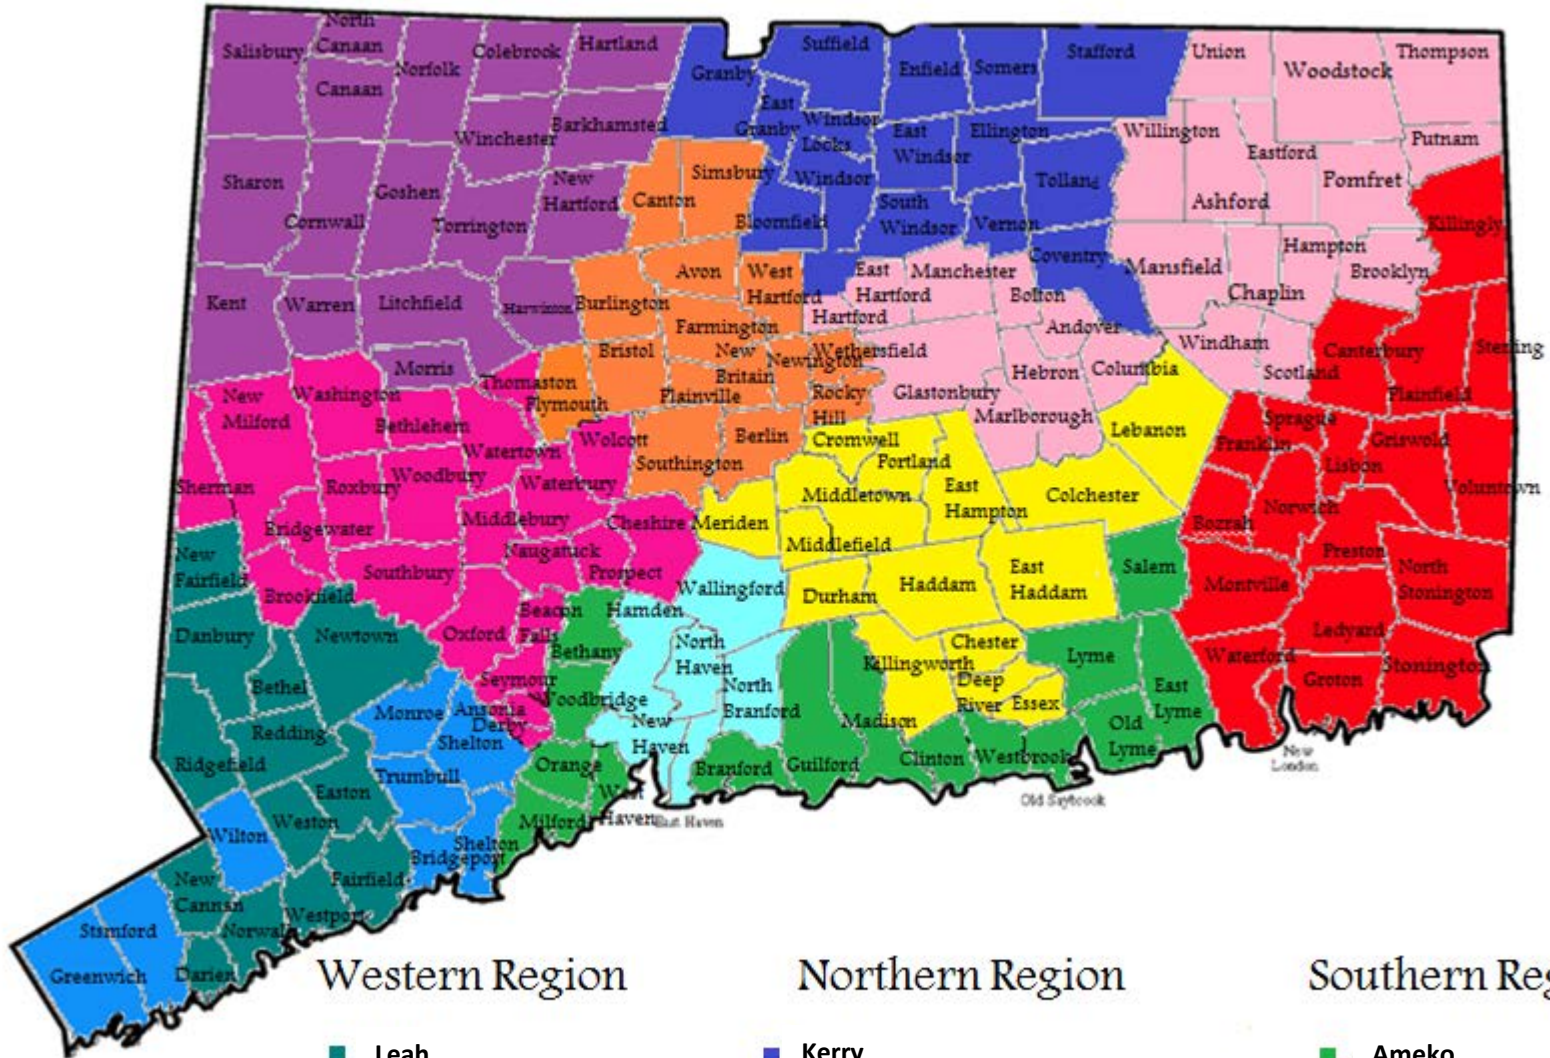 North
Salisbury Canaan Colebrook Hartland Suffield Stafford Union Thompson
Norfolk Granby Enfield Somers Woodstock
Canaan East
Barkhamsted Granby Windsor East Ellington Willington Putnam
Winchester Locks Windsor Eastford
Sharon New Simsbury Windsor Tolland Pomfret
Goshen Hartford Canton South Ashford
Cornwall Torrington Bloomfield Windsor Vernon Killingly
Coventry Hampton
Avon West East Manchester Mansfield Brooklyn
Kent Warren Litchfield Harwinton Burlington Hartford Hartford Bolton Chaplin
Farmington Hartford Andover
Bristol New Newington Wethersfield Windham Canterbury
Morris Thomaston Britain Hebron Columbia Scotland
New Washington Plymouth Plainville Rocky Glastonbury Plainfield
Milford Bethlehem Hill Marlborough Sprague
Wolcott Berlin Cromwell Lebanon Franklin Griswold
Watertown Southington Portland Lisbon
Sherman Roxbury Woodbury Waterbury Middletown East Colchester Voluntown
Bridgewater Middlebury Cheshire Meriden Hampton Bozrah Norwich
New Naugatuck Middlefield Preston North
Fairfield Southbury Prospect Wallingford Durham Haddam East Salem Montville Stonington
Brookfield Beacon Hamden Haddam
Danbury Newtown Oxford Falls North Chester Ledyard
Bethany Haven Killingworth Lyme Waterford Stonington
Bethel Seymour North Deep East Groton
Monroe Ansonia Woodbridge Branford River Essex Lyme
Redding Derby New Madison Old
Ridgefield Shelton Haven Lyme New
Trumbull Orange Branford Guilford Clinton Westbrook London
Easton West
Weston Milford Haven East Haven Old Saybrook
Wilton Shelton
Bridgeport
New Fairfield
Cannan
Stsmford Norwalk Westport
Greenwich Darien
Western Region Northern Region Southern Reg
Leah Kerry Ameko